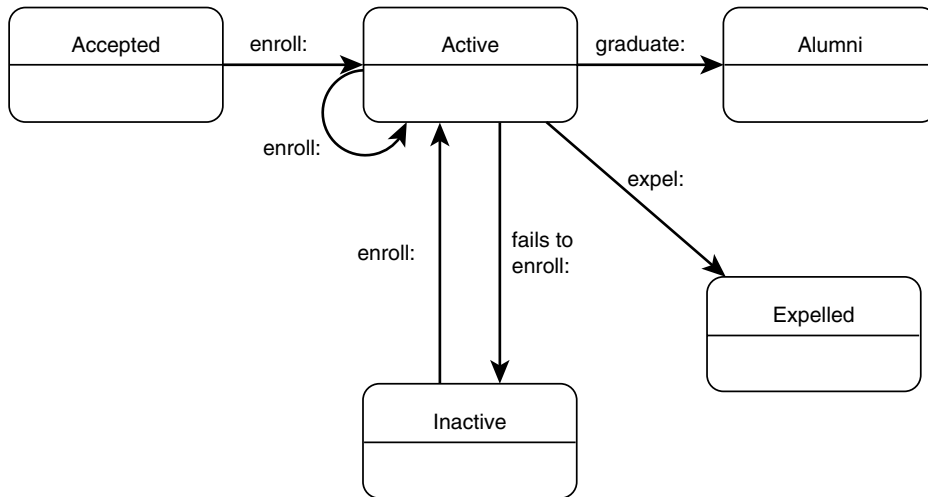 Accepted
enroll:
Active
graduate:
Alumni
enroll:
expel:
enroll:
fails to
enroll:
Expelled
Inactive